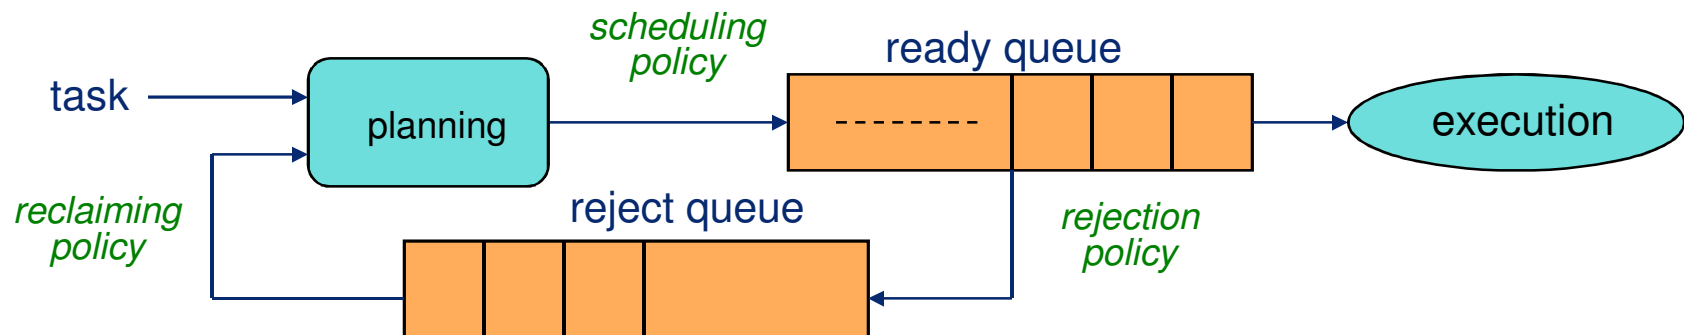 scheduling
policy
ready queue
task
planning
execution
reclaiming
policy
reject queue
rejection
policy